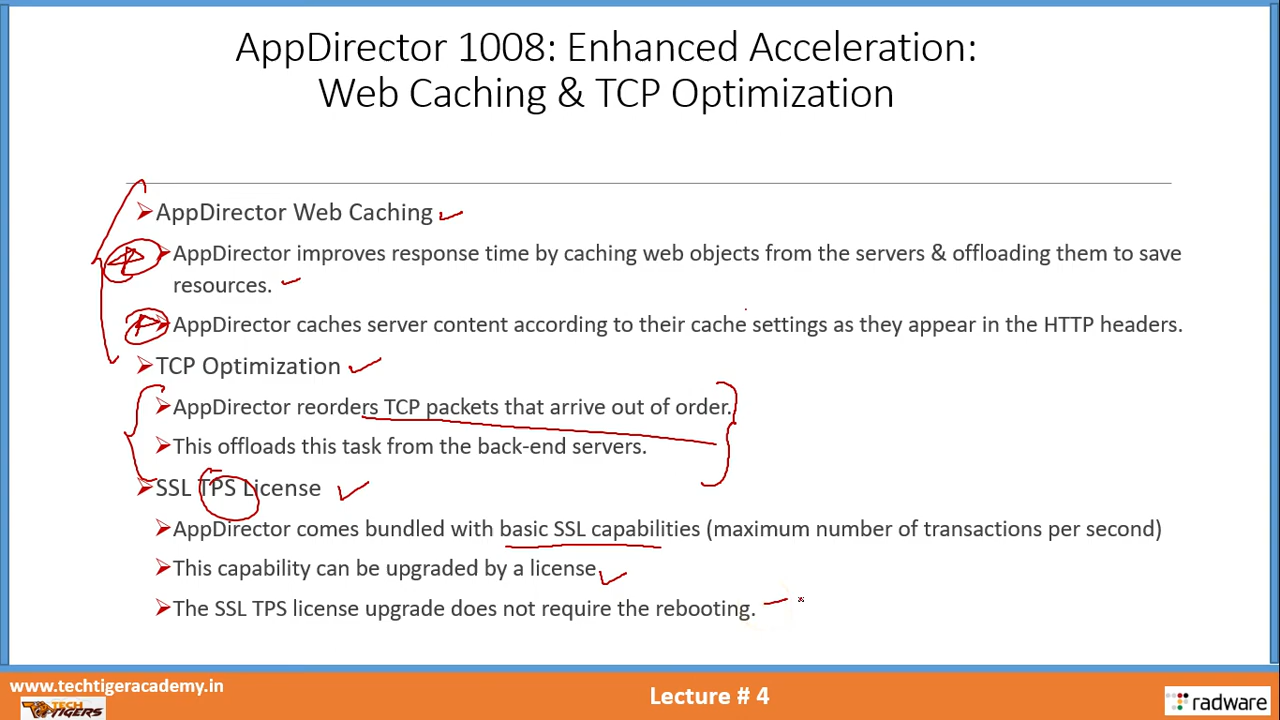 AppDirector 1008: Enhanced Acceleration:
Web Caching & TCP Optimization
AppDirector Web Caching
AppDirector improves response time by caching web objects from the servers & offloading them to save
resources.
AppDirector caches server content according to their cache settings as they appear in the HTTP headers.
TCP Optimization
AppDirector reorders TCP packets that arrive out of order.
This offloads this task from the back-end servers.
SSL TPS License
AppDirector comes bundled with basic SSL capabilities (maximum number of transactions per second)
This capability can be upgraded by a license
The SSL TPS license upgrade does not require the rebooting.
www.techtigeracademy.in
TECH
TIGERS
Lecture # 4
radware